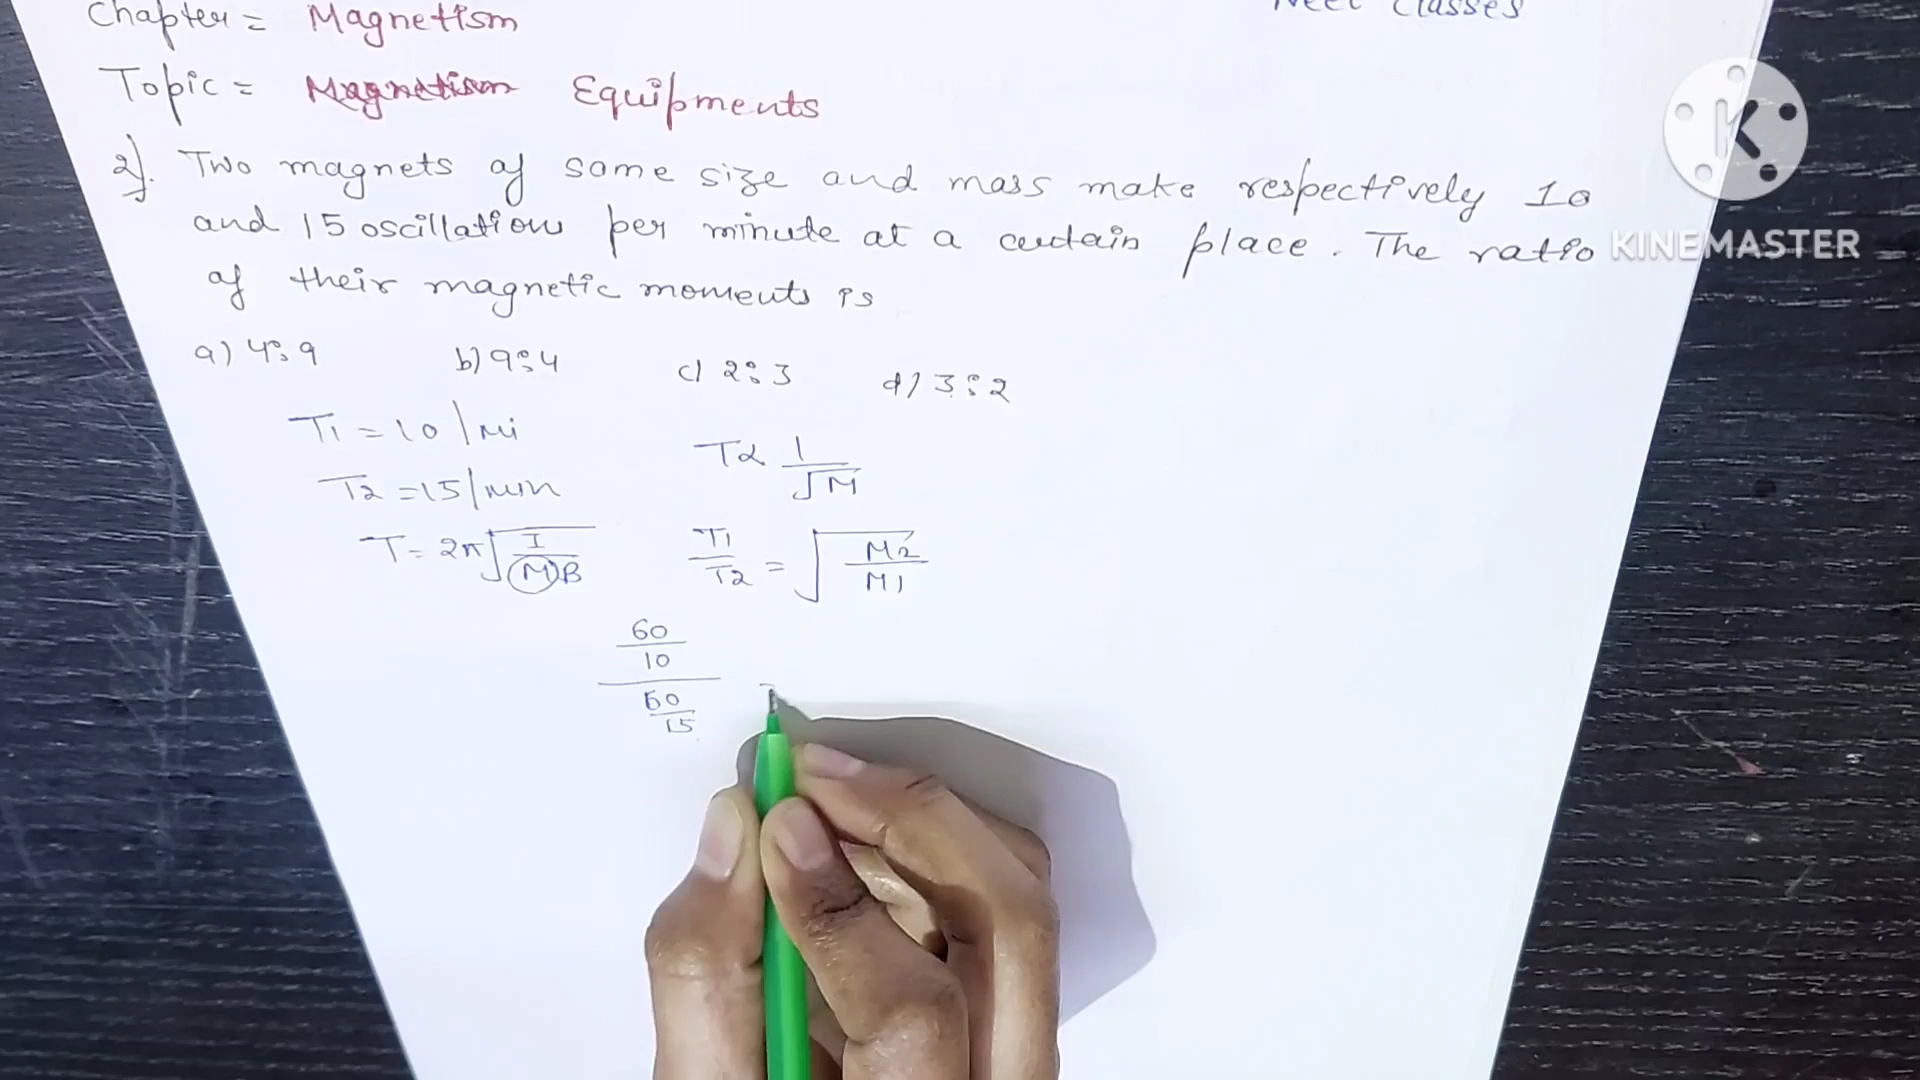 Chapter = Magnetism
Neet Classes
Topic = Magnetism Equipments
2). Two magnets of same size and mass make respectively 10
and 15 oscillation per minute at a certain place. The ratio
of their magnetic moments is
a) 4:9 b) 9:4 c) 2:3 d) 3:2
T1 = 10 | Mi
T2 = 15 | min
T ∝ 1/√M
T = 2π√(I/MB)
T1/T2 = √(M2/M1)
60/10
60/15
KINEMASTER